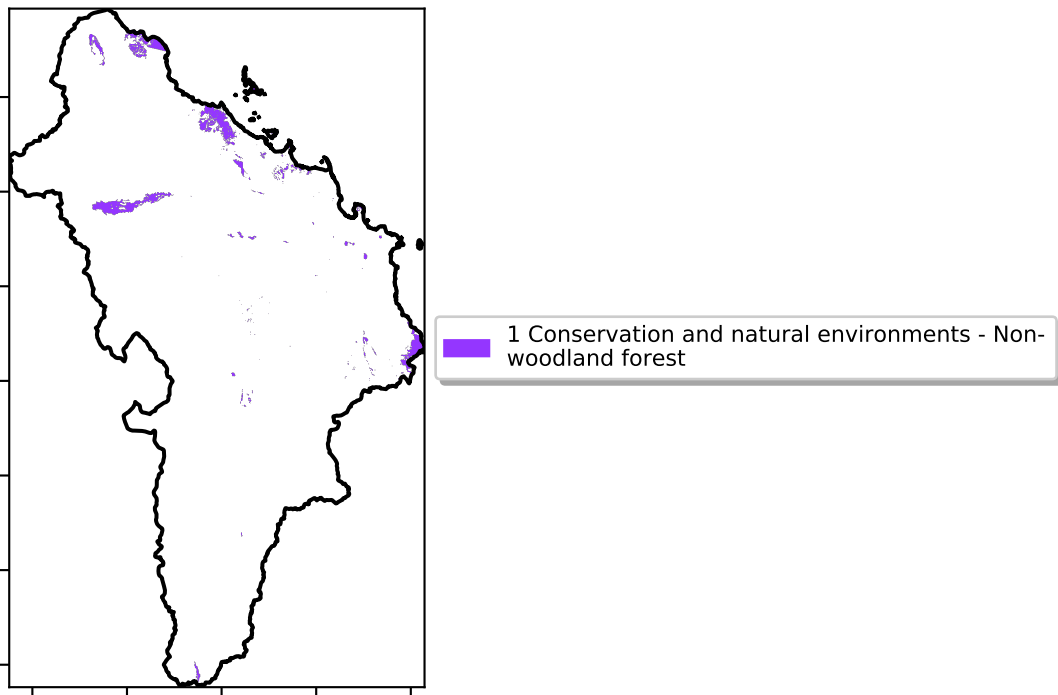 1 Conservation and natural environments - Non-
woodland forest